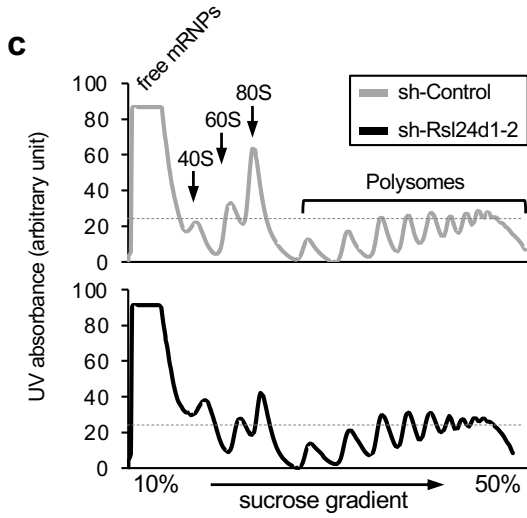 c
free mRNPs
40S
60S
80S
sh-Control
sh-Rsl24d1-2
Polysomes
UV absorbance (arbitrary unit)
100
80
60
40
20
0
100
80
60
40
20
0
10%
50%
sucrose gradient